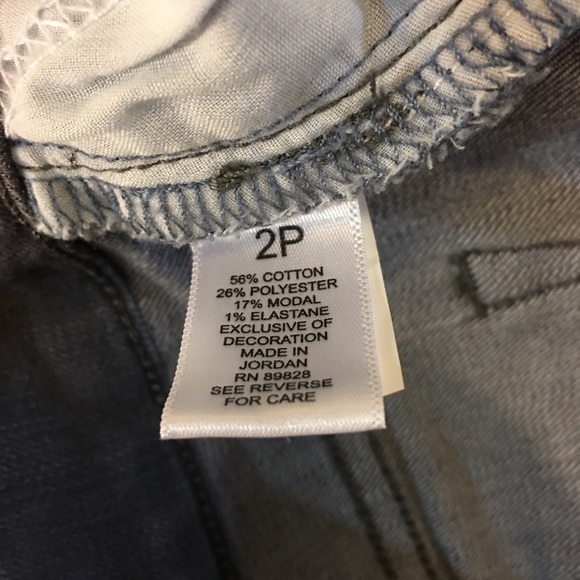 2P
56% COTTON
26% POLYESTER
17% MODAL
1% ELASTANE
EXCLUSIVE OF
DECORATION
MADE IN
JORDAN
RN 89828
SEE REVERSE
FOR CARE